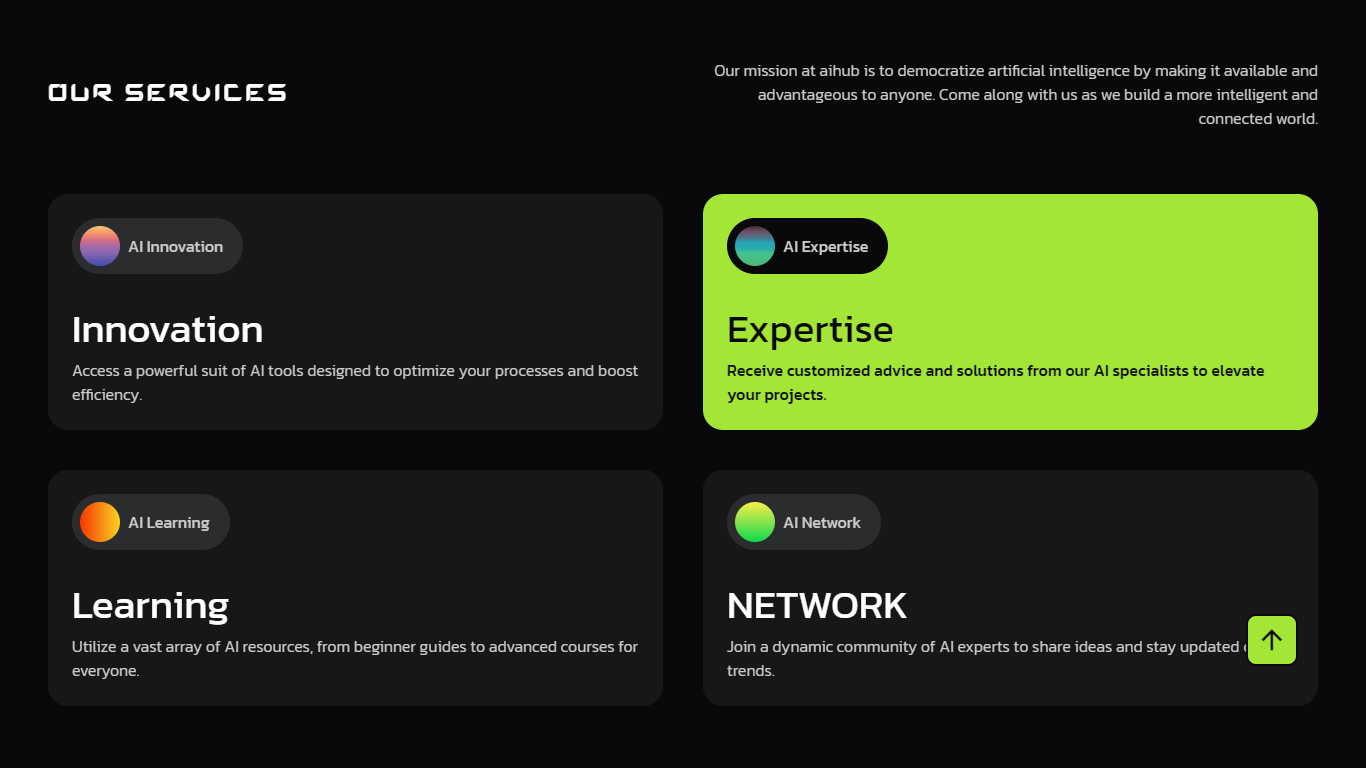 OUR SERVICES
Our mission at aihub is to democratize artificial intelligence by making it available and
advantageous to anyone. Come along with us as we build a more intelligent and
connected world.
AI Innovation
Innovation
Access a powerful suit of AI tools designed to optimize your processes and boost
efficiency.
AI Expertise
Expertise
Receive customized advice and solutions from our AI specialists to elevate
your projects.
AI Learning
Learning
Utilize a vast array of AI resources, from beginner guides to advanced courses for
everyone.
AI Network
NETWORK
Join a dynamic community of AI experts to share ideas and stay updated
trends.